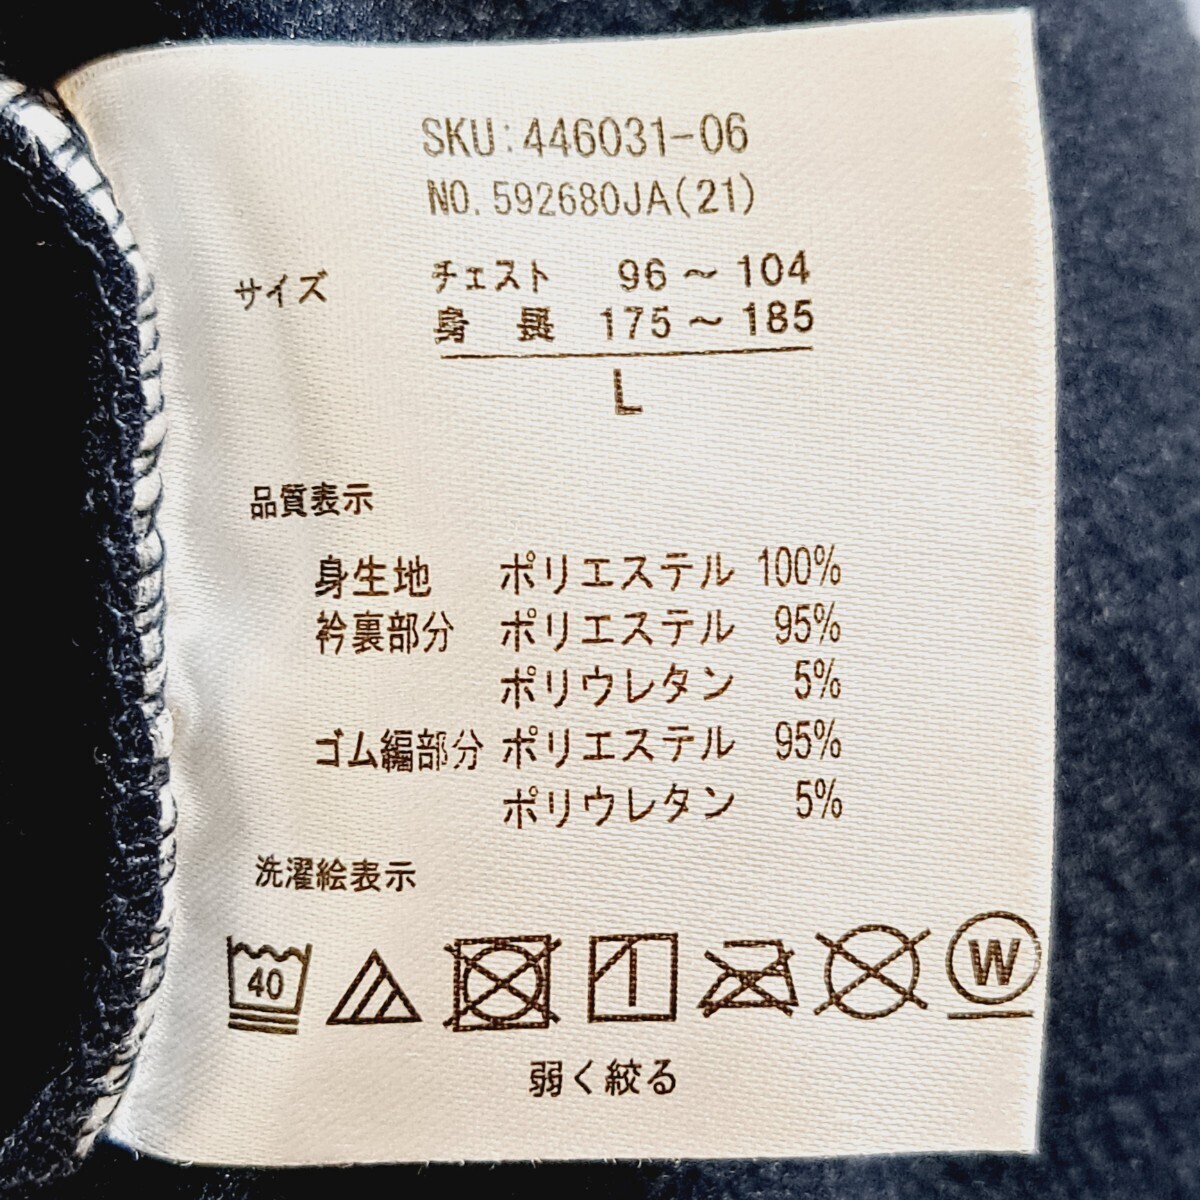 SKU:446031-06
NO.592680JA(21)
サイズ チェスト 96～104
身長 175～185
L
品質表示
身生地 ポリエステル 100%
衿裏部分 ポリエステル 95%
ポリウレタン 5%
ゴム編部分 ポリエステル 95%
ポリウレタン 5%
洗濯絵表示
40 W
弱く絞る